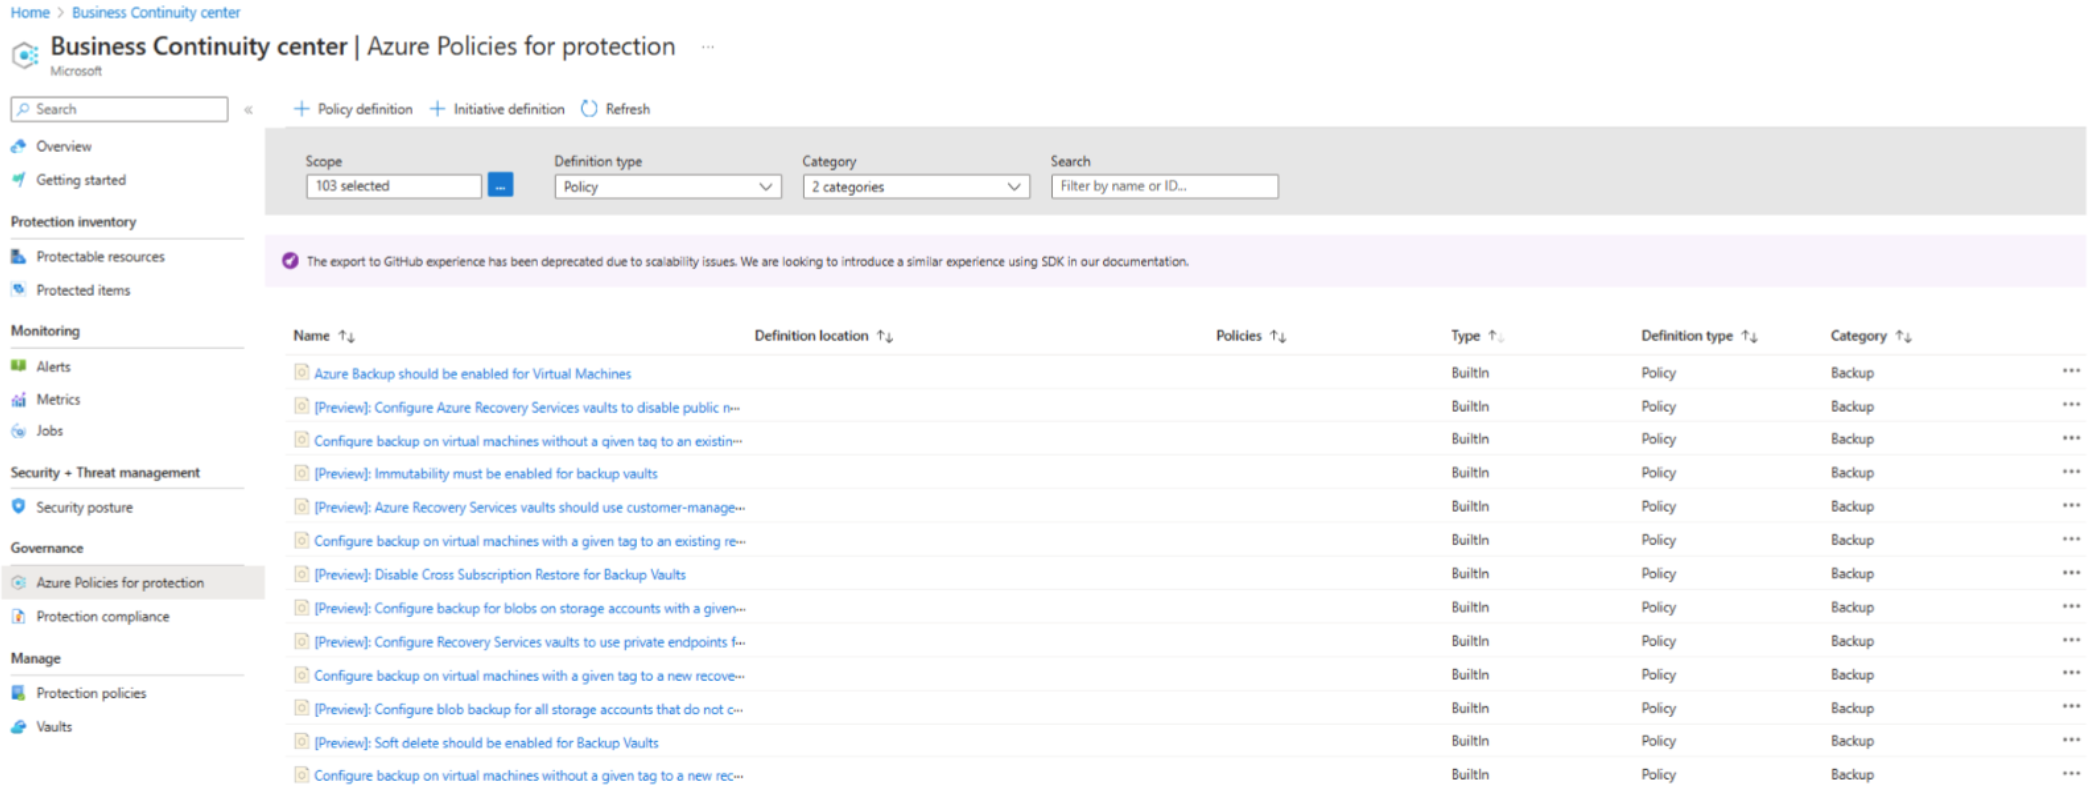 Home > Business Continuity center
Business Continuity center | Azure Policies for protection ...
Microsoft
Search «
+ Policy definition + Initiative definition Refresh
Overview
Getting started
Protection inventory
Protectable resources
Protected items
Monitoring
Alerts
Metrics
Jobs
Security + Threat management
Security posture
Governance
Azure Policies for protection
Protection compliance
Manage
Protection policies
Vaults
Scope Definition type Category Search
103 selected ... Policy 2 categories Filter by name or ID...
The export to GitHub experience has been deprecated due to scalability issues. We are looking to introduce a similar experience using SDK in our documentation.
Name ↑↓ Definition location ↑↓ Policies ↑↓ Type ↑↓ Definition type ↑↓ Category ↑↓
Azure Backup should be enabled for Virtual Machines BuiltIn Policy Backup ...
[Preview]: Configure Azure Recovery Services vaults to disable public n... BuiltIn Policy Backup ...
Configure backup on virtual machines without a given tag to an existin... BuiltIn Policy Backup ...
[Preview]: Immutability must be enabled for backup vaults BuiltIn Policy Backup ...
[Preview]: Azure Recovery Services vaults should use customer-manage... BuiltIn Policy Backup ...
Configure backup on virtual machines with a given tag to an existing re... BuiltIn Policy Backup ...
[Preview]: Disable Cross Subscription Restore for Backup Vaults BuiltIn Policy Backup ...
[Preview]: Configure backup for blobs on storage accounts with a given... BuiltIn Policy Backup ...
[Preview]: Configure Recovery Services vaults to use private endpoints f... BuiltIn Policy Backup ...
Configure backup on virtual machines with a given tag to a new recove... BuiltIn Policy Backup ...
[Preview]: Configure blob backup for all storage accounts that do not c... BuiltIn Policy Backup ...
[Preview]: Soft delete should be enabled for Backup Vaults BuiltIn Policy Backup ...
Configure backup on virtual machines without a given tag to a new rec... BuiltIn Policy Backup ...